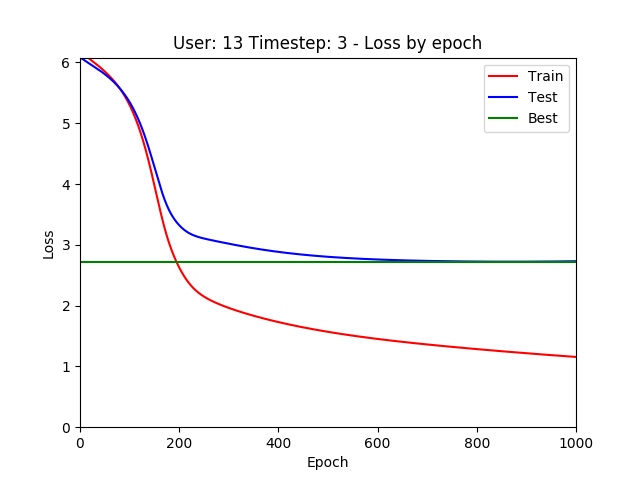 User: 13 Timestep: 3 - Loss by epoch
6
5
4
3
2
1
0
Loss
Train
Test
Best
0 200 400 600 800 1000
Epoch